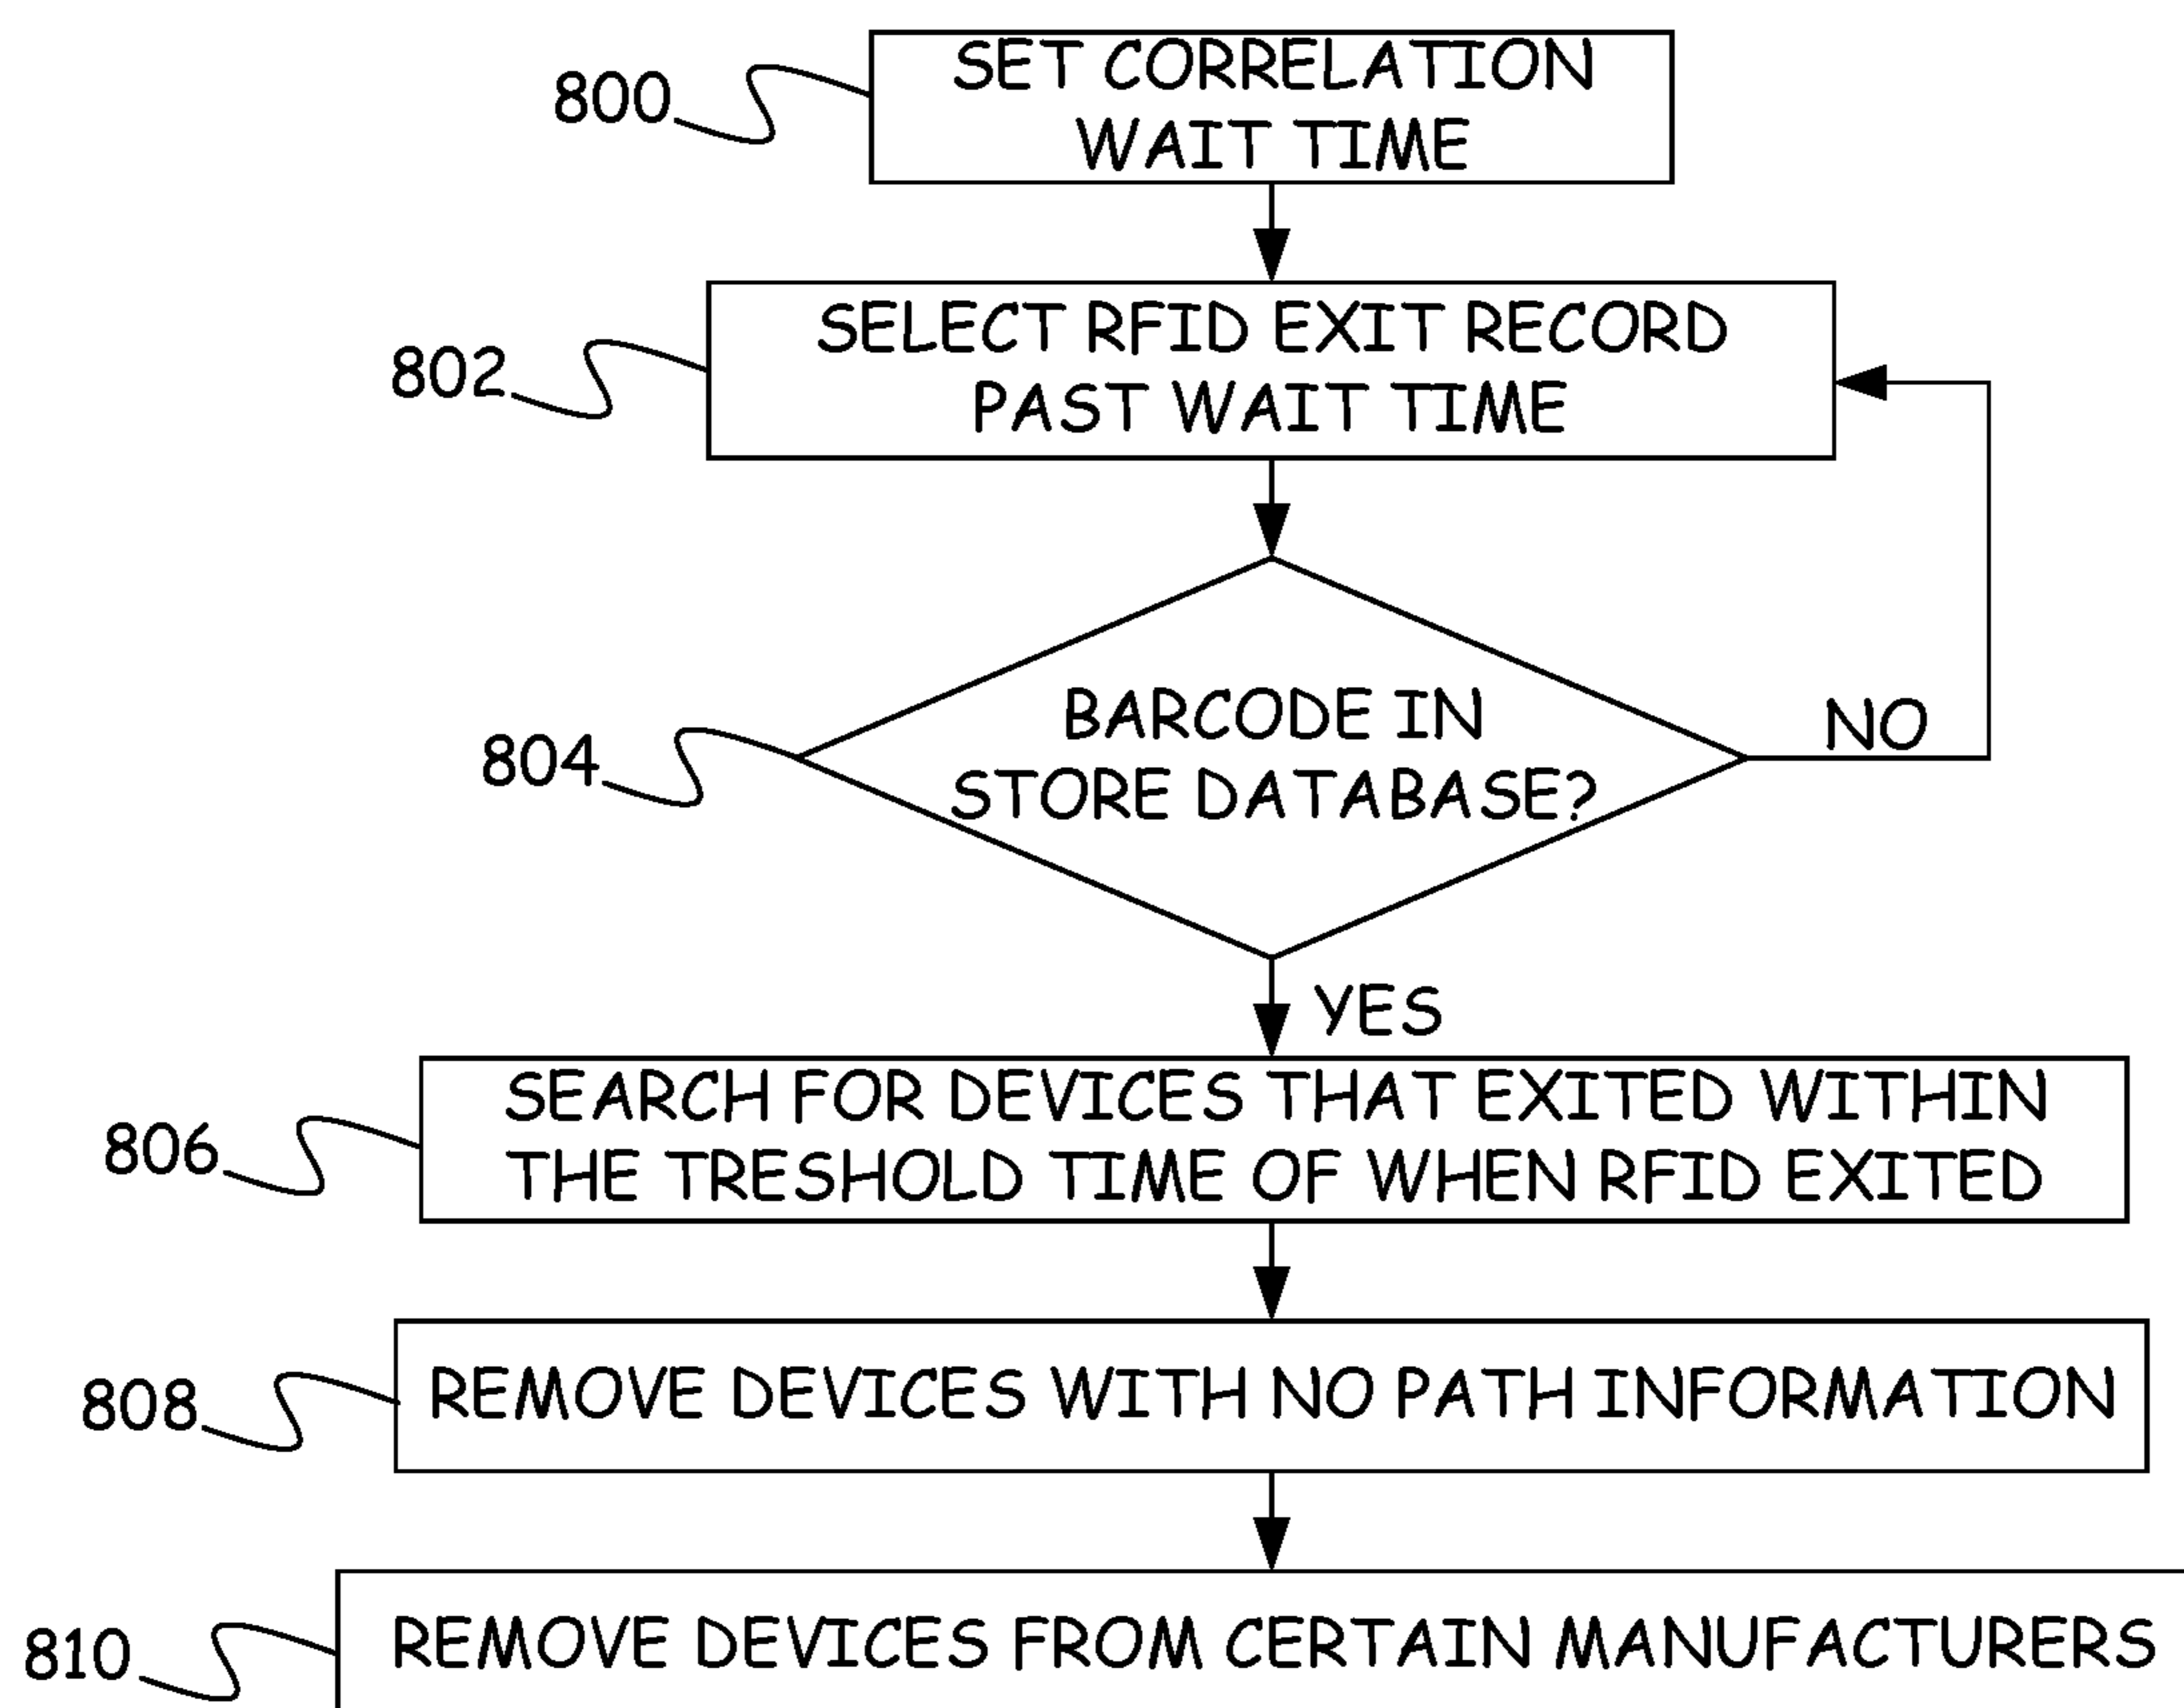 800
SET CORRELATION
WAIT TIME
802
SELECT RFID EXIT RECORD
PAST WAIT TIME
804
BARCODE IN
STORE DATABASE?
NO
YES
806
SEARCH FOR DEVICES THAT EXITED WITHIN
THE TRESHOLD TIME OF WHEN RFID EXITED
808
REMOVE DEVICES WITH NO PATH INFORMATION
810
REMOVE DEVICES FROM CERTAIN MANUFACTURERS